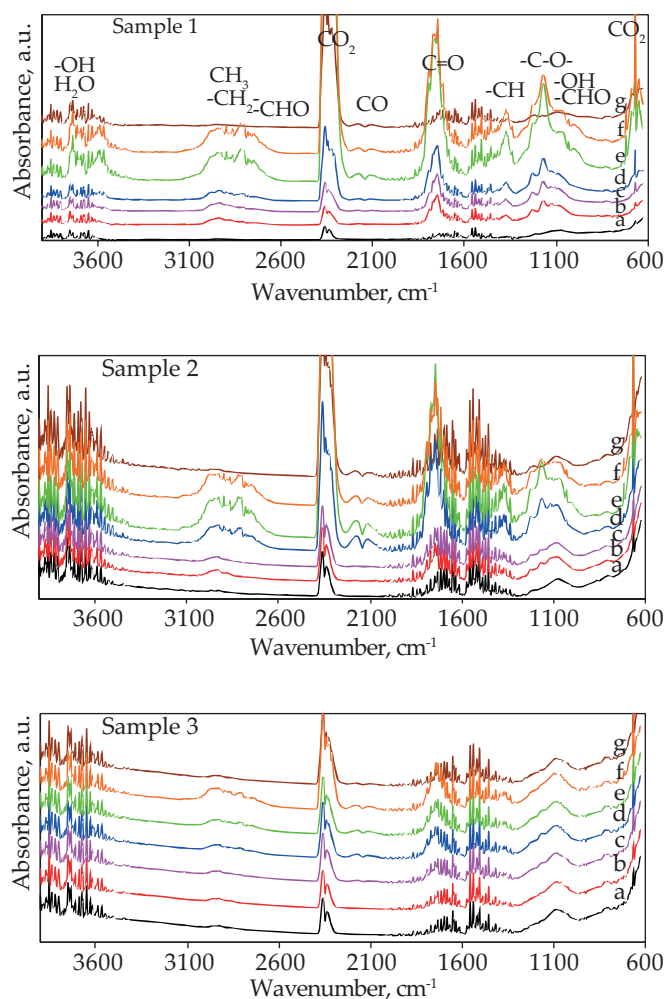 Sample 1
CO₂
CO₂
-OH
H₂O
CH₃
-CH₂-
-CHO
CO
C=O
-CH
-C-O-
-OH
-CHO
g
f
e
d
c
b
a
Absorbance, a.u.
3600 3100 2600 2100 1600 1100 600
Wavenumber, cm⁻¹
Sample 2
g
f
e
d
c
b
a
Absorbance, a.u.
3600 3100 2600 2100 1600 1100 600
Wavenumber, cm⁻¹
Sample 3
g
f
e
d
c
b
a
Absorbance, a.u.
3600 3100 2600 2100 1600 1100 600
Wavenumber, cm⁻¹